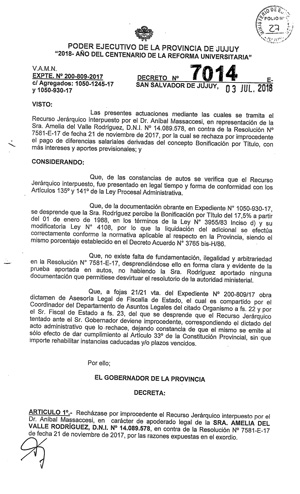 PODER EJECUTIVO DE LA PROVINCIA DE JUJUY
"2018- AÑO DEL CENTENARIO DE LA REFORMA UNIVERSITARIA"
V.A.M.N.
EXPTE. Nº 200-809-2017
c/ Agregados: 1050-1245-17
y 1050-930-17
DECRETO Nº 7014 E
SAN SALVADOR DE JUJUY, 03 JUL. 2018
VISTO:
Las presentes actuaciones mediante las cuales se tramita el
Recurso Jerárquico interpuesto por el Dr. Aníbal Massaccesi, en representación de la
Sra. Amelia del Valle Rodríguez, D.N.I. Nº 14.089.578, en contra de la Resolución Nº
7581-E-17 de fecha 21 de noviembre de 2017, por la cual se rechaza por improcedente
el pago de diferencias salariales derivadas del concepto Bonificación por Título, con
más intereses y aportes previsionales; y
CONSIDERANDO:
Que, de las constancias de autos se verifica que el Recurso
Jerárquico interpuesto, fue presentado en legal tiempo y forma de conformidad con los
Artículos 135º y 141º de la Ley Procesal Administrativa.
Que, de la documentación obrante en Expediente Nº 1050-930-17,
se desprende que la Sra. Rodríguez percibe la Bonificación por Título del 17,5% a partir
del 01 de enero de 1988, en los términos de la Ley Nº 3955/83 Inciso d) y su
modificatoria Ley Nº 4108, por lo que la liquidación del adicional se efectúa
correctamente conforme la normativa aplicable al respecto en la Provincia, siendo el
mismo porcentaje establecido en el Decreto Acuerdo Nº 3765 bis-H/86.
Que, no existe falta de fundamentación, ilegalidad y arbitrariedad
en la Resolución Nº 7581-E-17, desprendiéndose ello en forma clara y evidente de la
prueba aportada en autos, no habiendo la Sra. Rodríguez aportado ninguna
documentación que permitiese desvirtuar el resolutorio de la autoridad ministerial.
Que, a fojas 21/21 vta. del Expediente Nº 200-809/17 obra
dictamen de Asesoría Legal de Fiscalía de Estado, el cual es compartido por el
Coordinador del Departamento de Asuntos Legales del citado Organismo a fs. 22 y por
el Sr. Fiscal de Estado a fs. 23, del que se desprende que el Recurso Jerárquico
tentado ante el Sr. Gobernador deviene improcedente, correspondiendo el dictado del
acto administrativo que lo rechace, dejando constancia de que el mismo se emite al
sólo efecto de dar cumplimiento al Artículo 33º de la Constitución Provincial, sin que
importe rehabilitar instancias caducadas y/o plazos vencidos.
Por ello;
EL GOBERNADOR DE LA PROVINCIA
DECRETA:
ARTÍCULO 1º.- Rechácese por improcedente el Recurso Jerárquico interpuesto por el
Dr. Aníbal Massaccesi, en carácter de apoderado legal de la SRA. AMELIA DEL
VALLE RODRÍGUEZ, D.N.I. Nº 14.089.578, en contra de la Resolución Nº 7581-E-17
de fecha 21 de noviembre de 2017, por las razones expuestas en el exordio.